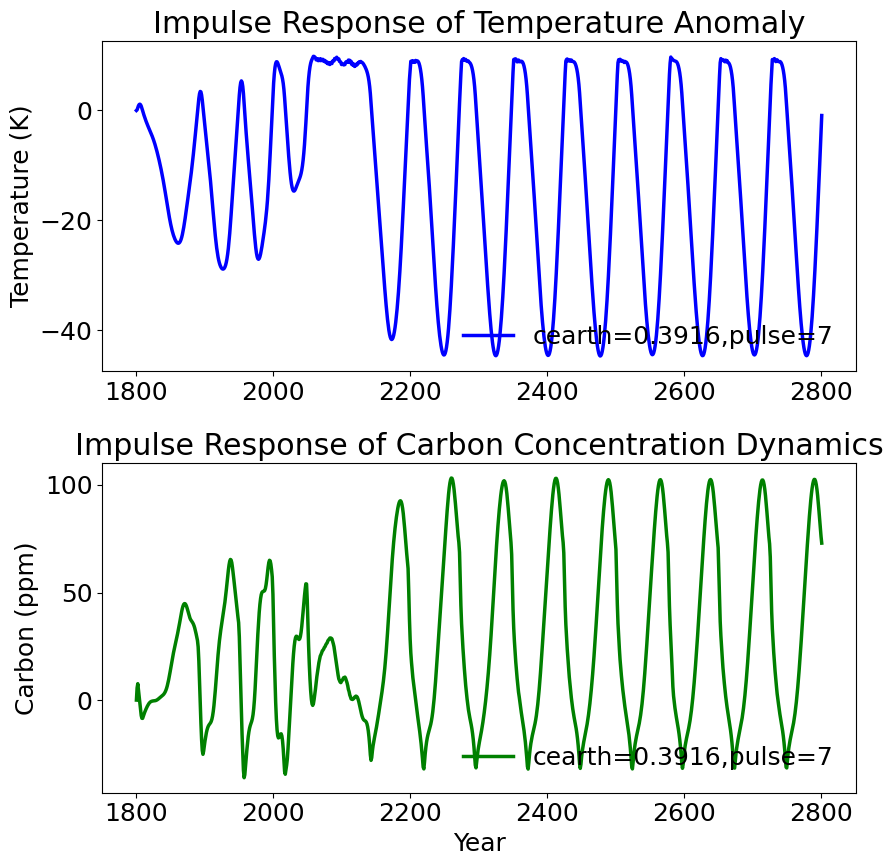 Impulse Response of Temperature Anomaly
Temperature (K)
0
−20
−40
cearth=0.3916,pulse=7
1800 2000 2200 2400 2600 2800
Impulse Response of Carbon Concentration Dynamics
Carbon (ppm)
100
50
0
cearth=0.3916,pulse=7
1800 2000 2200 2400 2600 2800
Year